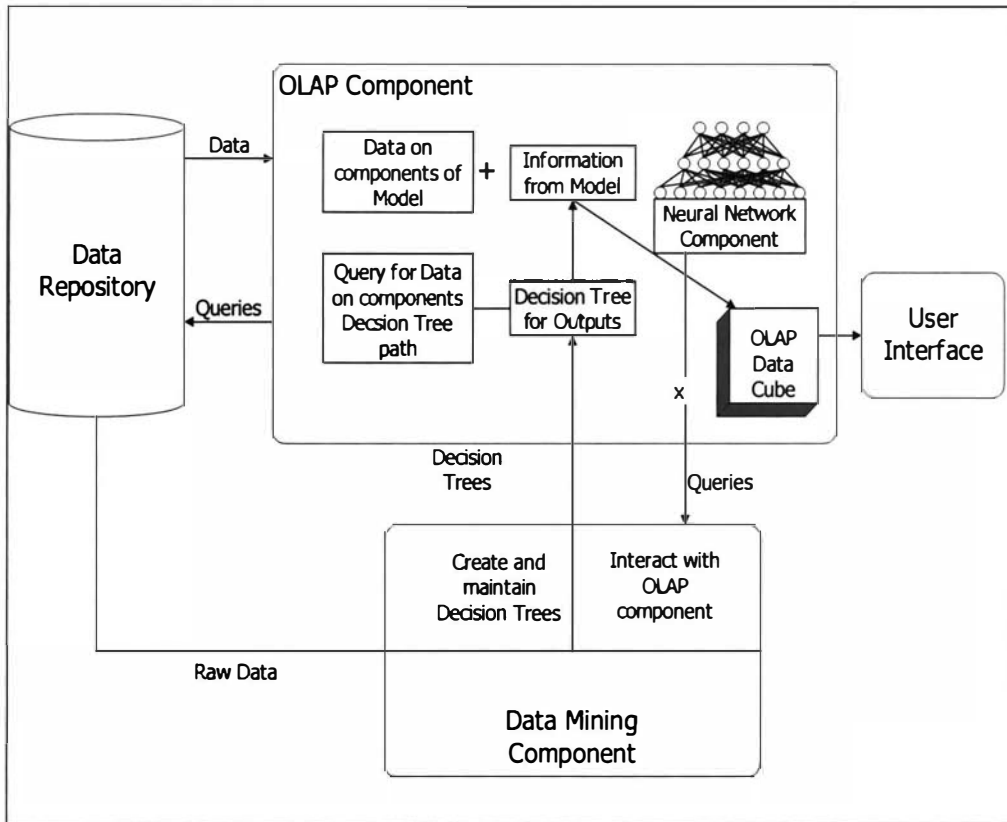 OLAP Component
Data
Data on
components of
Model
+
Information
from Model
Neural Network
Component
Data
Repository
Queries
Query for Data
on components
Decsion Tree
path
Decision Tree
for Outputs
OLAP
Data
Cube
User
Interface
x
Decision
Trees
Queries
Create and
maintain
Decision Trees
Interact with
OLAP
component
Raw Data
Data Mining
Component